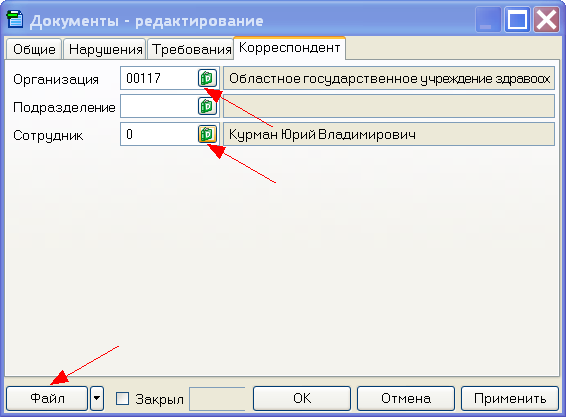 Документы - редактирование
Общие Нарушения Требования Корреспондент
Организация 00117 Областное государственное учреждение здравоох
Подразделение
Сотрудник 0 Курман Юрий Владимирович
Файл Закрыл OK Отмена Применить